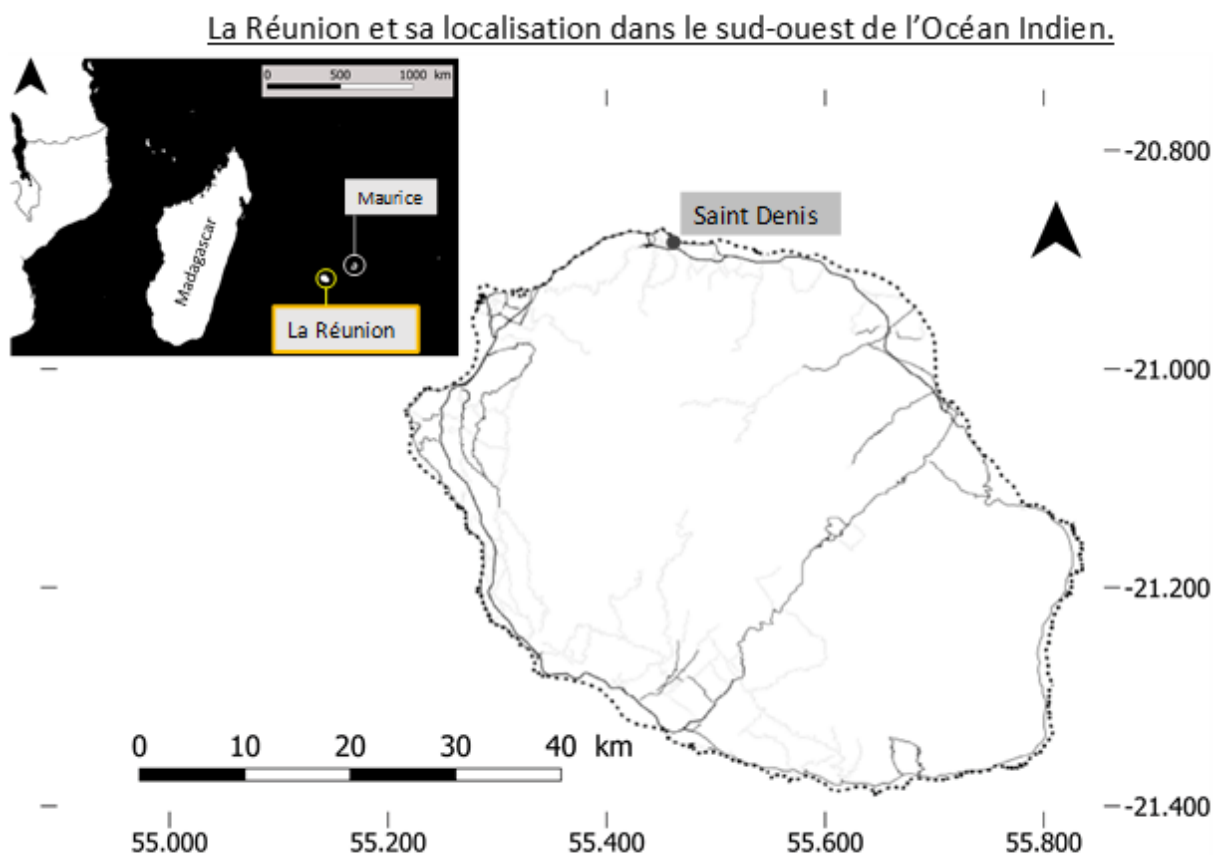 La Réunion et sa localisation dans le sud-ouest de l'Océan Indien.
0 500 1000 km
Maurice
Madagascar
La Réunion
Saint Denis
-20.800
-21.000
-21.200
-21.400
0 10 20 30 40 km
55.000 55.200 55.400 55.600 55.800